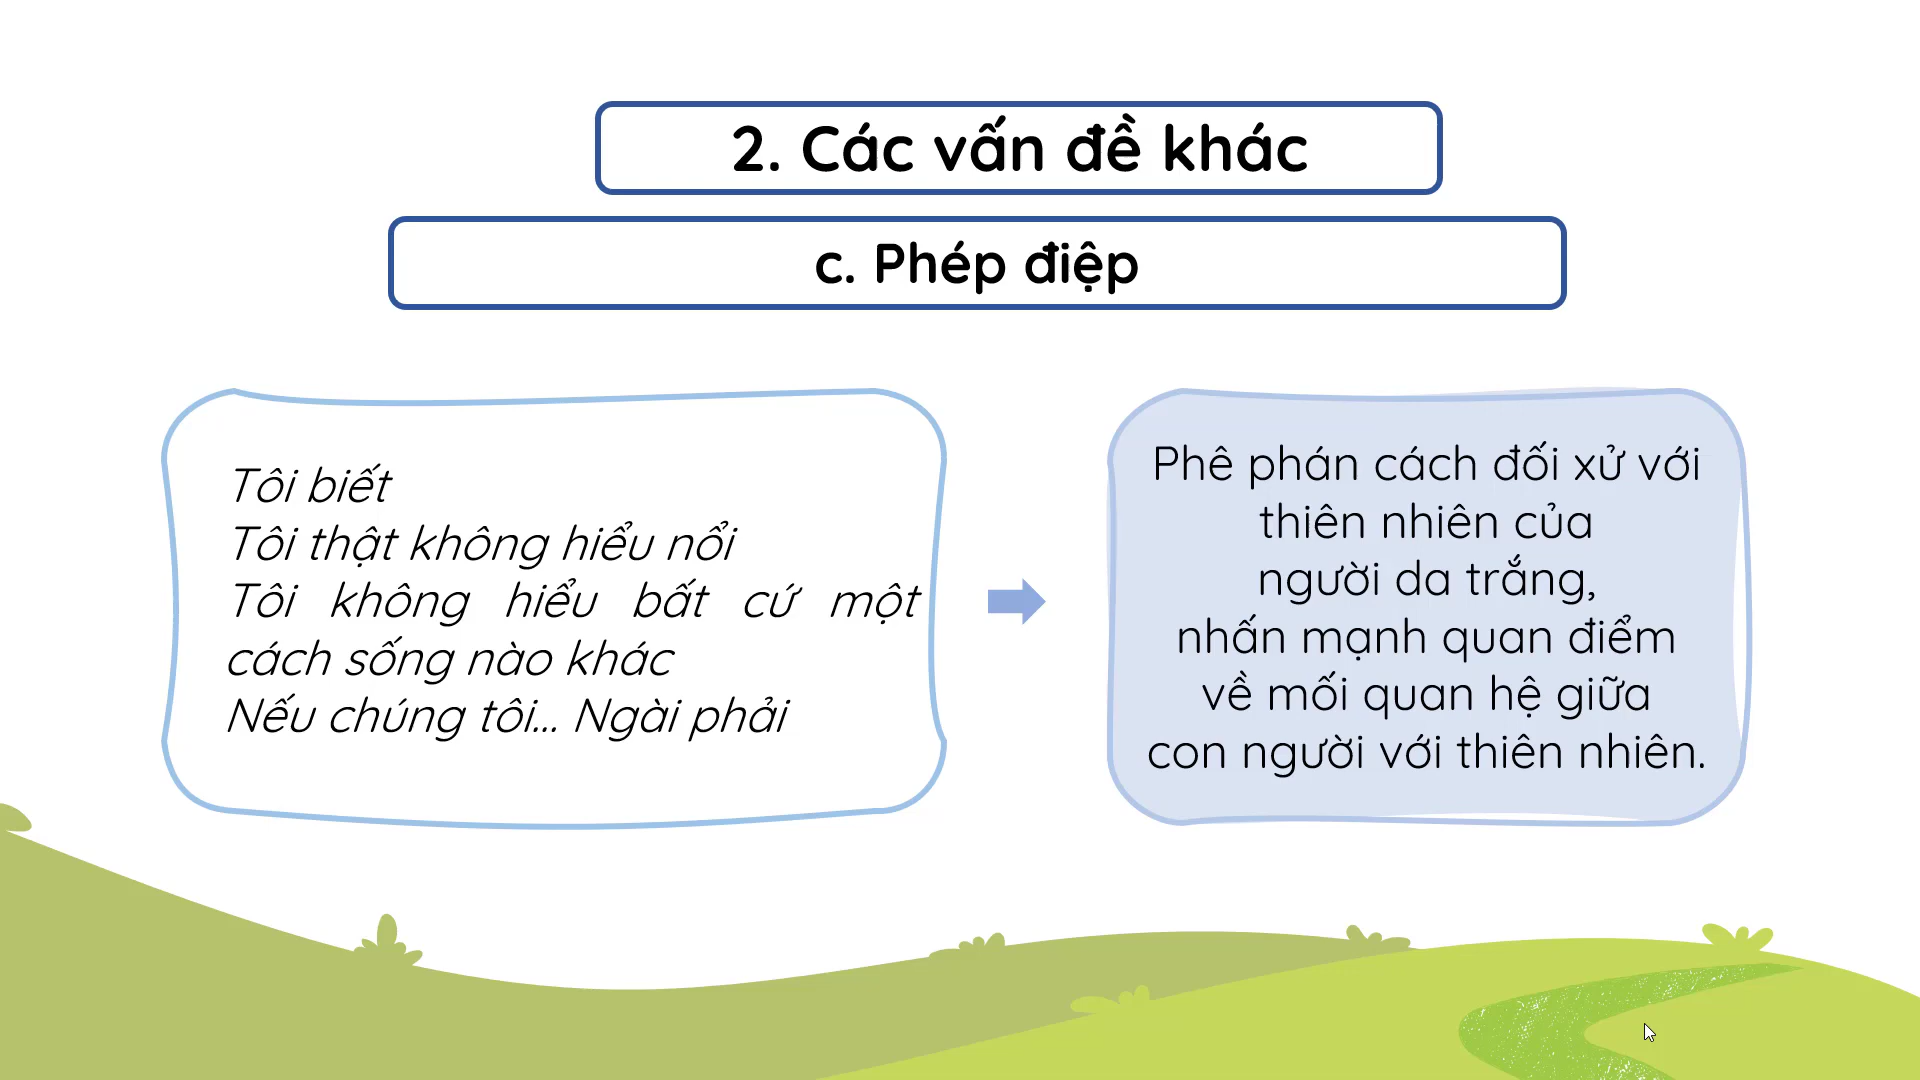 2. Các vấn đề khác
c. Phép điệp
Tôi biết
Tôi thật không hiểu nổi
Tôi không hiểu bất cứ một
cách sống nào khác
Nếu chúng tôi... Ngài phải
Phê phán cách đối xử với
thiên nhiên của
người da trắng,
nhấn mạnh quan điểm
về mối quan hệ giữa
con người với thiên nhiên.